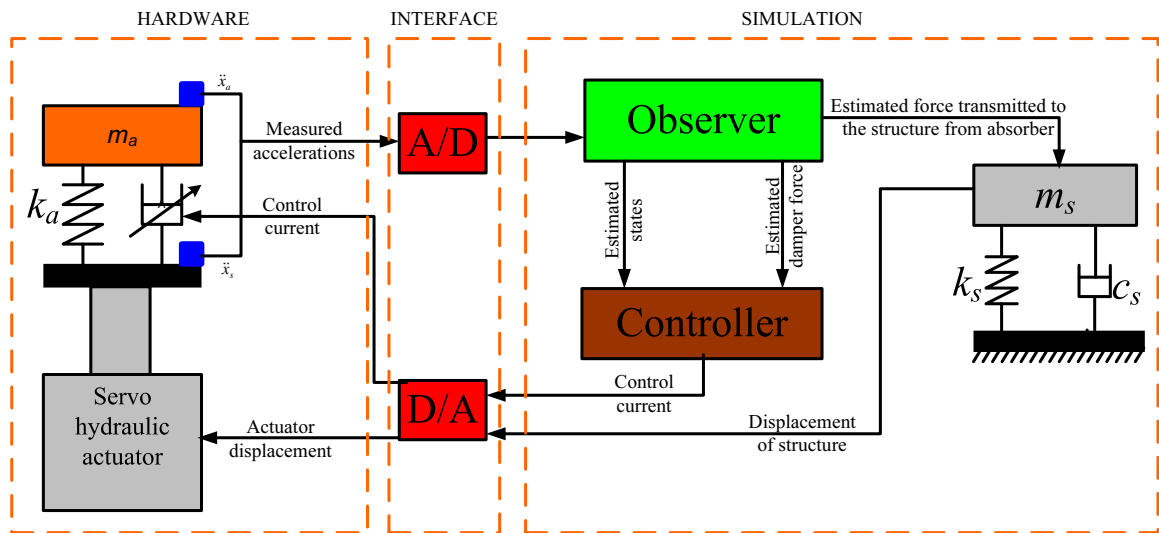 HARDWARE
INTERFACE
SIMULATION
ẍₐ
mₐ
Measured
accelerations
A/D
Observer
Estimated force transmitted to
the structure from absorber
kₐ
Control
current
ẍₛ
Estimated
states
Estimated
damper force
mₛ
kₛ
cₛ
Controller
Servo
hydraulic
actuator
Actuator
displacement
D/A
Control
current
Displacement
of structure